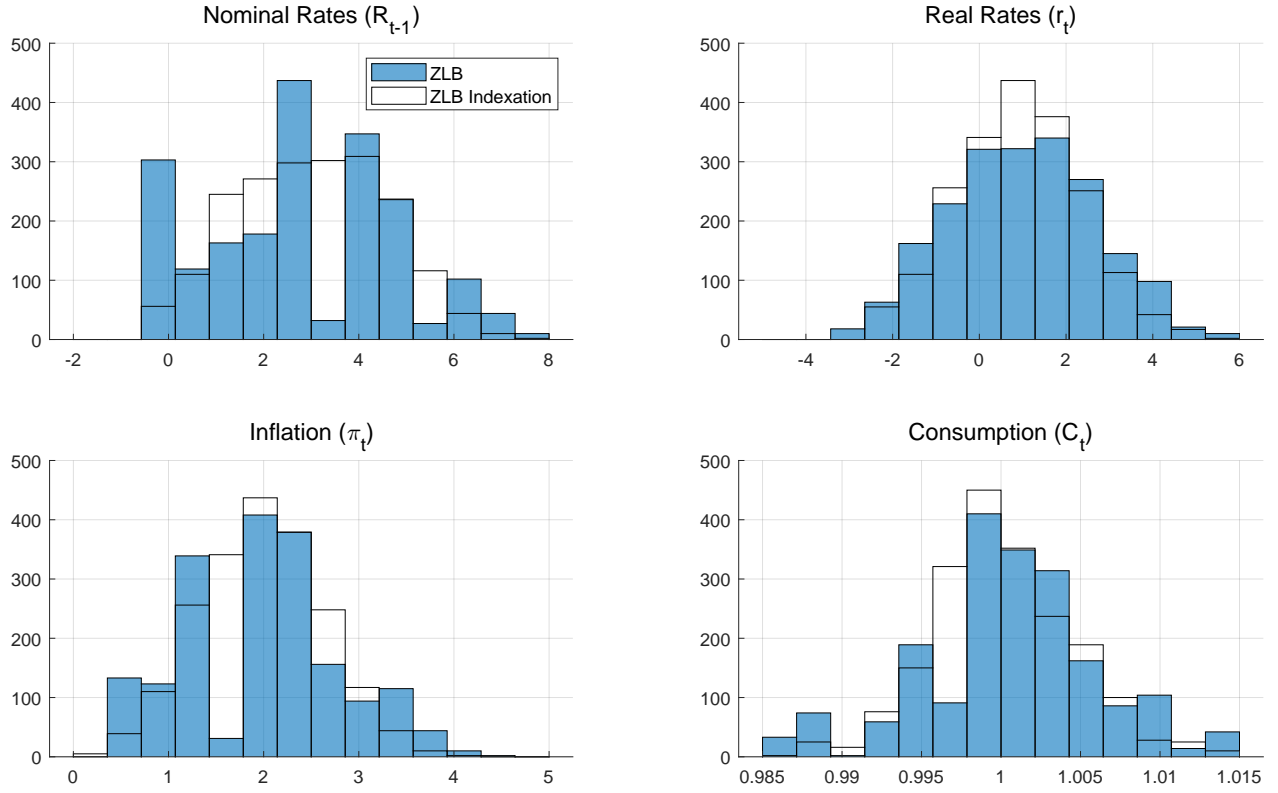 Nominal Rates (R_{t-1})
500
400
300
200
100
0
-2 0 2 4 6 8
ZLB
ZLB Indexation
Real Rates (r_t)
500
400
300
200
100
0
-4 -2 0 2 4 6
Inflation (π_t)
500
400
300
200
100
0
0 1 2 3 4 5
Consumption (C_t)
500
400
300
200
100
0
0.985 0.99 0.995 1 1.005 1.01 1.015